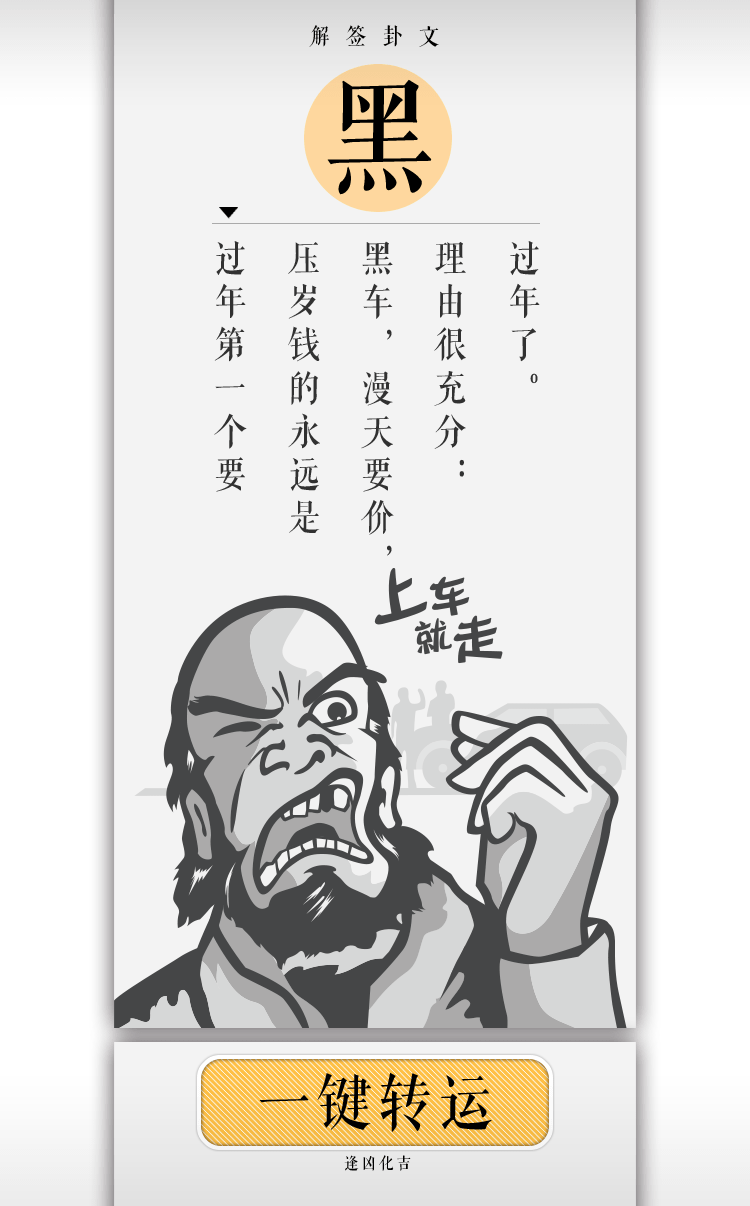 解签卦文
黑
过年第一个要
压岁钱的永远是
黑车，漫天要价，
理由很充分：
过年了。
上车
就走
一键转运
逢凶化吉